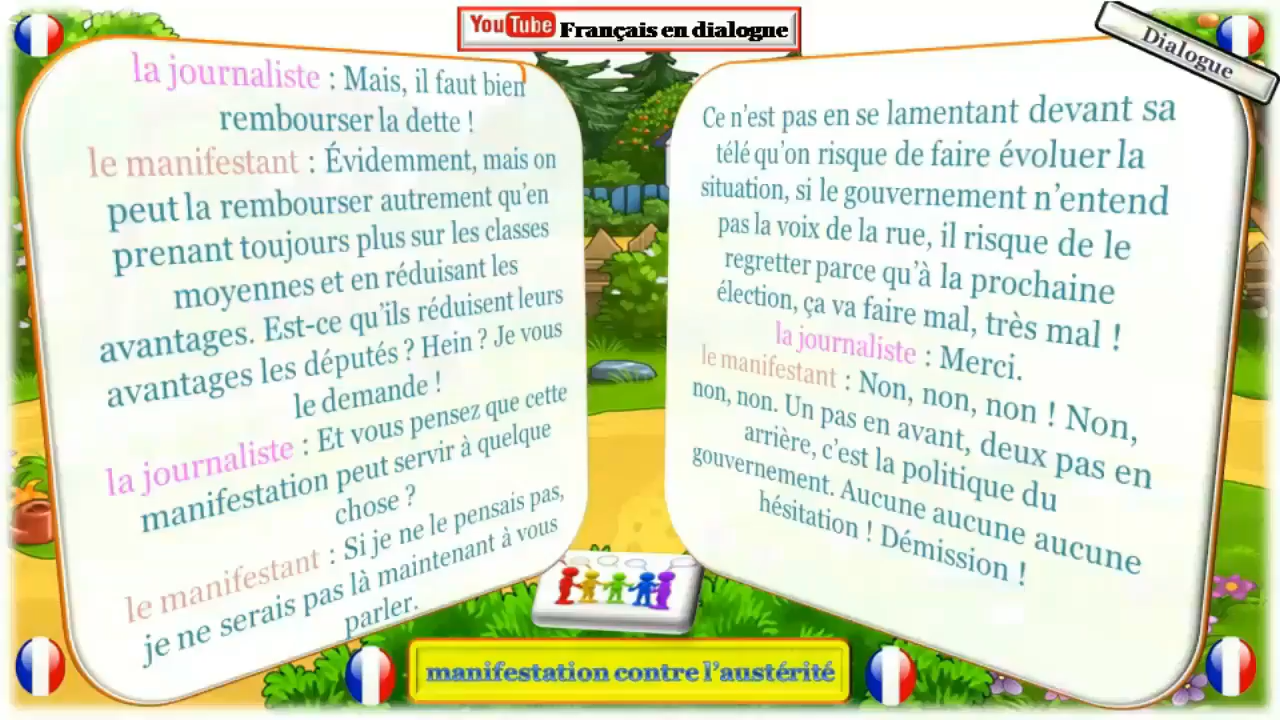 YouTube Français en dialogue
Dialogue
la journaliste : Mais, il faut bien
rembourser la dette !
le manifestant : Évidemment, mais on
peut la rembourser autrement qu'en
prenant toujours plus sur les classes
moyennes et en réduisant les
avantages. Est-ce qu'ils réduisent leurs
avantages les députés ? Hein ? Je vous
le demande !
la journaliste : Et vous pensez que cette
manifestation peut servir à quelque
chose ?
le manifestant : Si je ne le pensais pas,
je ne serais pas là maintenant à vous
parler.
Ce n'est pas en se lamentant devant sa
télé qu'on risque de faire évoluer la
situation, si le gouvernement n'entend
pas la voix de la rue, il risque de le
regretter parce qu'à la prochaine
élection, ça va faire mal, très mal !
la journaliste : Merci.
le manifestant : Non, non, non ! Non,
non, non. Un pas en avant, deux pas en
arrière, c'est la politique du
gouvernement. Aucune aucune aucune
hésitation ! Démission !
manifestation contre l'austérité